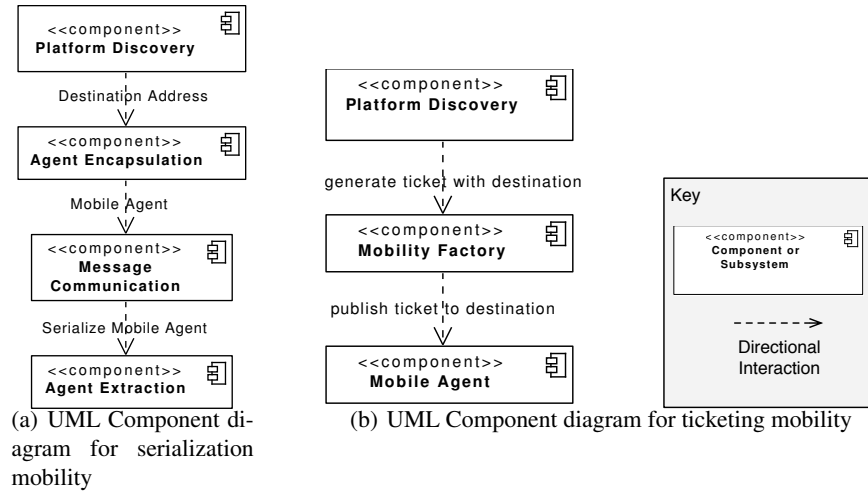 <<component>>
Platform Discovery
Destination Address
<<component>>
Agent Encapsulation
Mobile Agent
<<component>>
Message
Communication
Serialize Mobile Agent
<<component>>
Agent Extraction
(a) UML Component di-
agram for serialization
mobility
<<component>>
Platform Discovery
generate ticket with destination
<<component>>
Mobility Factory
publish ticket to destination
<<component>>
Mobile Agent
(b) UML Component diagram for ticketing mobility
Key
<<component>>
Component or
Subsystem
Directional
Interaction